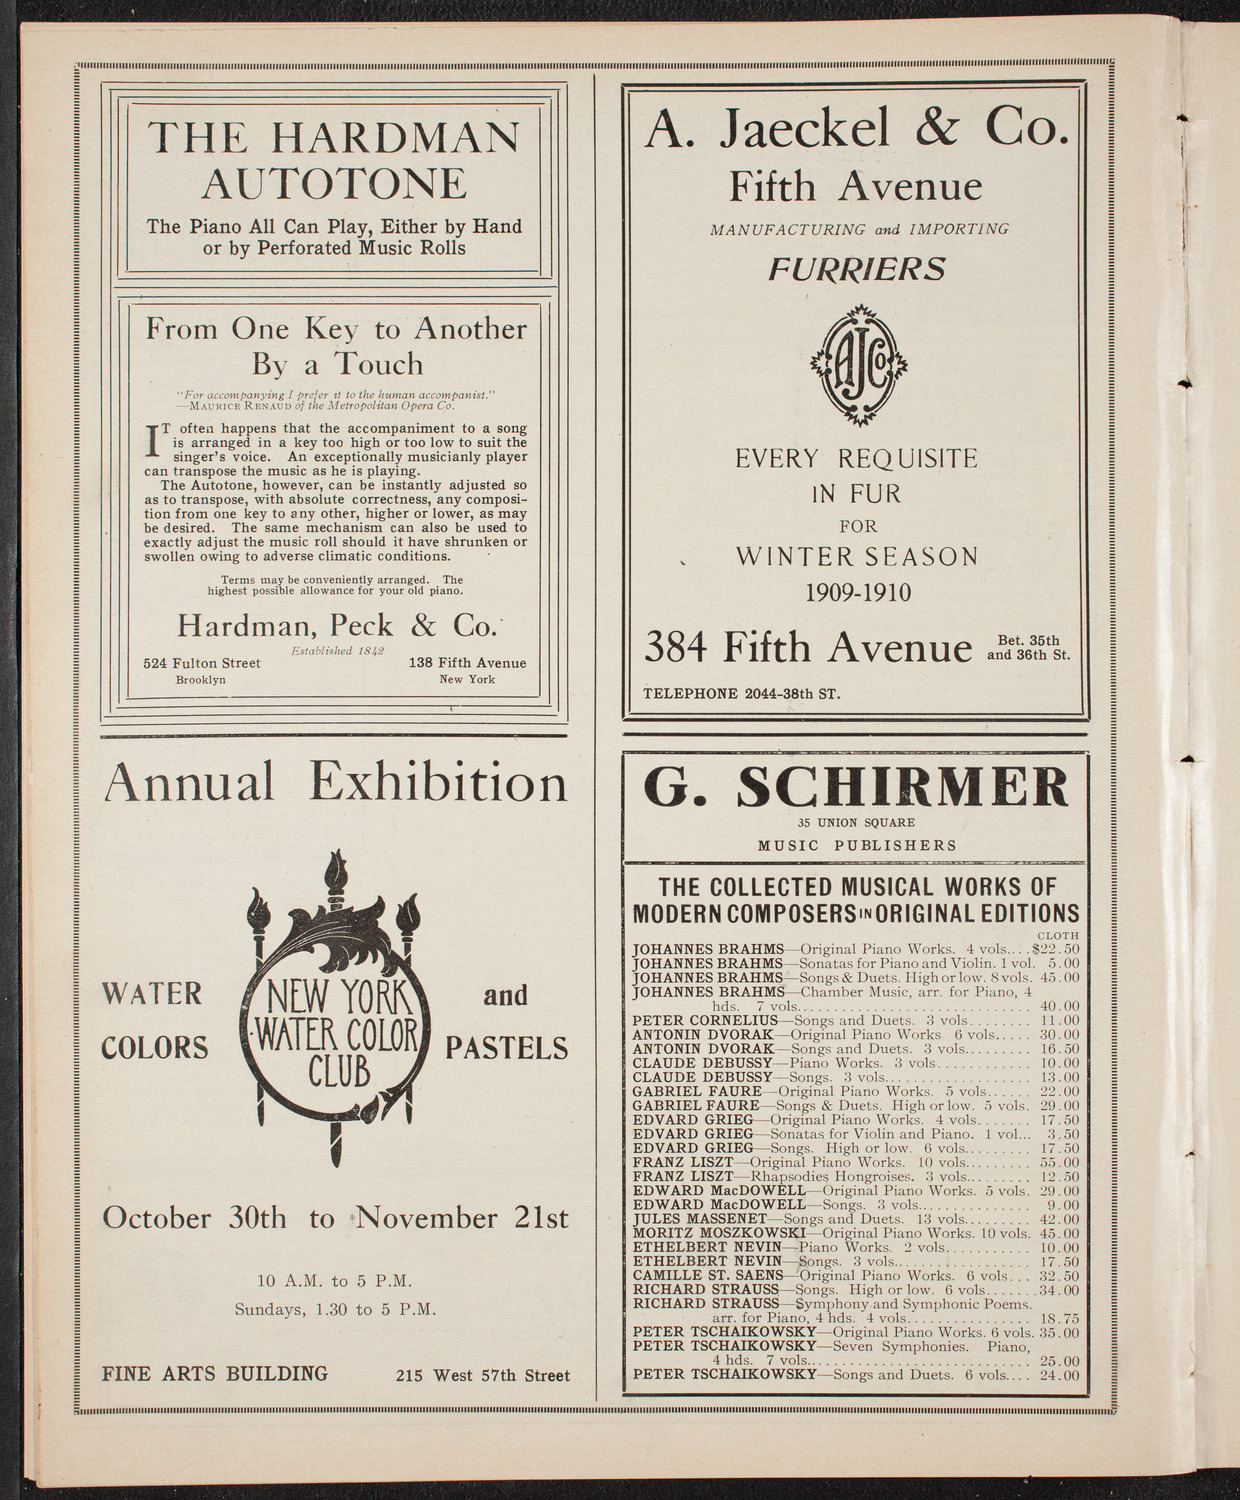 THE HARDMAN
AUTOTONE
The Piano All Can Play, Either by Hand
or by Perforated Music Rolls
From One Key to Another
By a Touch
"For accompanying I prefer it to the human accompanist."
—MAURICE RENAUD of the Metropolitan Opera Co.
IT often happens that the accompaniment to a song
is arranged in a key too high or too low to suit the
singer's voice. An exceptionally musicianly player
can transpose the music as he is playing.
The Autotone, however, can be instantly adjusted so
as to transpose, with absolute correctness, any composi-
tion from one key to any other, higher or lower, as may
be desired. The same mechanism can also be used to
exactly adjust the music roll should it have shrunken or
swollen owing to adverse climatic conditions.
Terms may be conveniently arranged. The
highest possible allowance for your old piano.
Hardman, Peck & Co.
Established 1842
524 Fulton Street 138 Fifth Avenue
Brooklyn New York
Annual Exhibition
NEW YORK
WATER COLOR
CLUB
WATER and
COLORS PASTELS
October 30th to November 21st
10 A.M. to 5 P.M.
Sundays, 1.30 to 5 P.M.
FINE ARTS BUILDING 215 West 57th Street
A. Jaeckel & Co.
Fifth Avenue
MANUFACTURING and IMPORTING
FURRIERS
AJCo
EVERY REQUISITE
IN FUR
FOR
WINTER SEASON
1909-1910
384 Fifth Avenue Bet. 35th
and 36th St.
TELEPHONE 2044-38th ST.
G. SCHIRMER
35 UNION SQUARE
MUSIC PUBLISHERS
THE COLLECTED MUSICAL WORKS OF
MODERN COMPOSERS IN ORIGINAL EDITIONS
CLOTH
JOHANNES BRAHMS—Original Piano Works. 4 vols....$22.50
JOHANNES BRAHMS—Sonatas for Piano and Violin. 1 vol. 5.00
JOHANNES BRAHMS—Songs & Duets. High or low. 8 vols. 45.00
JOHANNES BRAHMS—Chamber Music, arr. for Piano, 4
hds. 7 vols............................ 40.00
PETER CORNELIUS—Songs and Duets. 3 vols........ 11.00
ANTONIN DVORAK—Original Piano Works 6 vols..... 30.00
ANTONIN DVORAK—Songs and Duets. 3 vols......... 16.50
CLAUDE DEBUSSY—Piano Works. 3 vols............ 10.00
CLAUDE DEBUSSY—Songs. 3 vols.................. 13.00
GABRIEL FAURE—Original Piano Works. 5 vols...... 22.00
GABRIEL FAURE—Songs & Duets. High or low. 5 vols. 29.00
EDVARD GRIEG—Original Piano Works. 4 vols....... 17.50
EDVARD GRIEG—Sonatas for Violin and Piano. 1 vol... 3.50
EDVARD GRIEG—Songs. High or low. 6 vols......... 17.50
FRANZ LISZT—Original Piano Works. 10 vols......... 55.00
FRANZ LISZT—Rhapsodies Hongroises. 3 vols......... 12.50
EDWARD MacDOWELL—Original Piano Works. 5 vols. 29.00
EDWARD MacDOWELL—Songs. 3 vols.............. 9.00
JULES MASSENET—Songs and Duets. 13 vols......... 42.00
MORITZ MOSZKOWSKI—Original Piano Works. 10 vols. 45.00
ETHELBERT NEVIN—Piano Works. 2 vols........... 10.00
ETHELBERT NEVIN—Songs. 3 vols................. 17.50
CAMILLE ST. SAENS—Original Piano Works. 6 vols... 32.50
RICHARD STRAUSS—Songs. High or low. 6 vols.......34.00
RICHARD STRAUSS—Symphony and Symphonic Poems.
arr. for Piano, 4 hds. 4 vols................ 18.75
PETER TSCHAIKOWSKY—Original Piano Works. 6 vols. 35.00
PETER TSCHAIKOWSKY—Seven Symphonies. Piano,
4 hds. 7 vols........................... 25.00
PETER TSCHAIKOWSKY—Songs and Duets. 6 vols.... 24.00